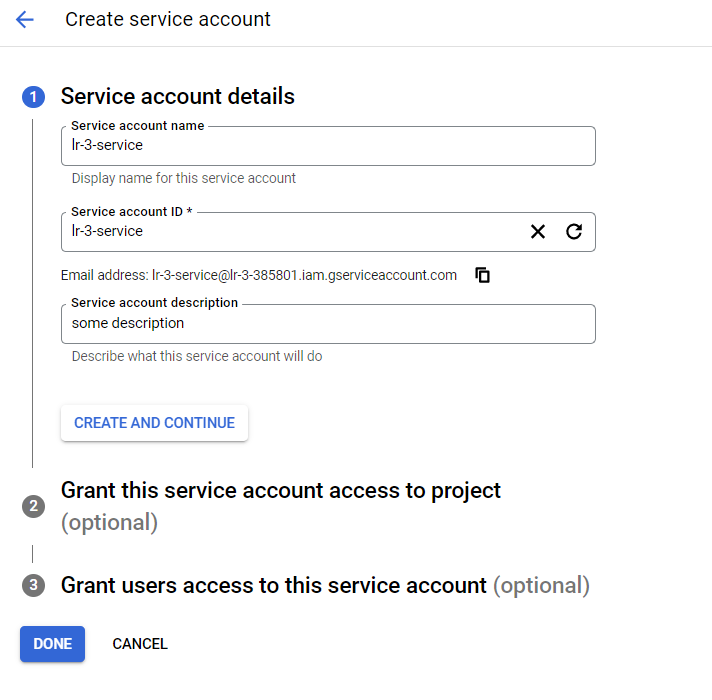 Create service account
1 Service account details
Service account name
lr-3-service
Display name for this service account
Service account ID *
lr-3-service
Email address: lr-3-service@lr-3-385801.iam.gserviceaccount.com
Service account description
some description
Describe what this service account will do
CREATE AND CONTINUE
2 Grant this service account access to project
(optional)
3 Grant users access to this service account (optional)
DONE CANCEL